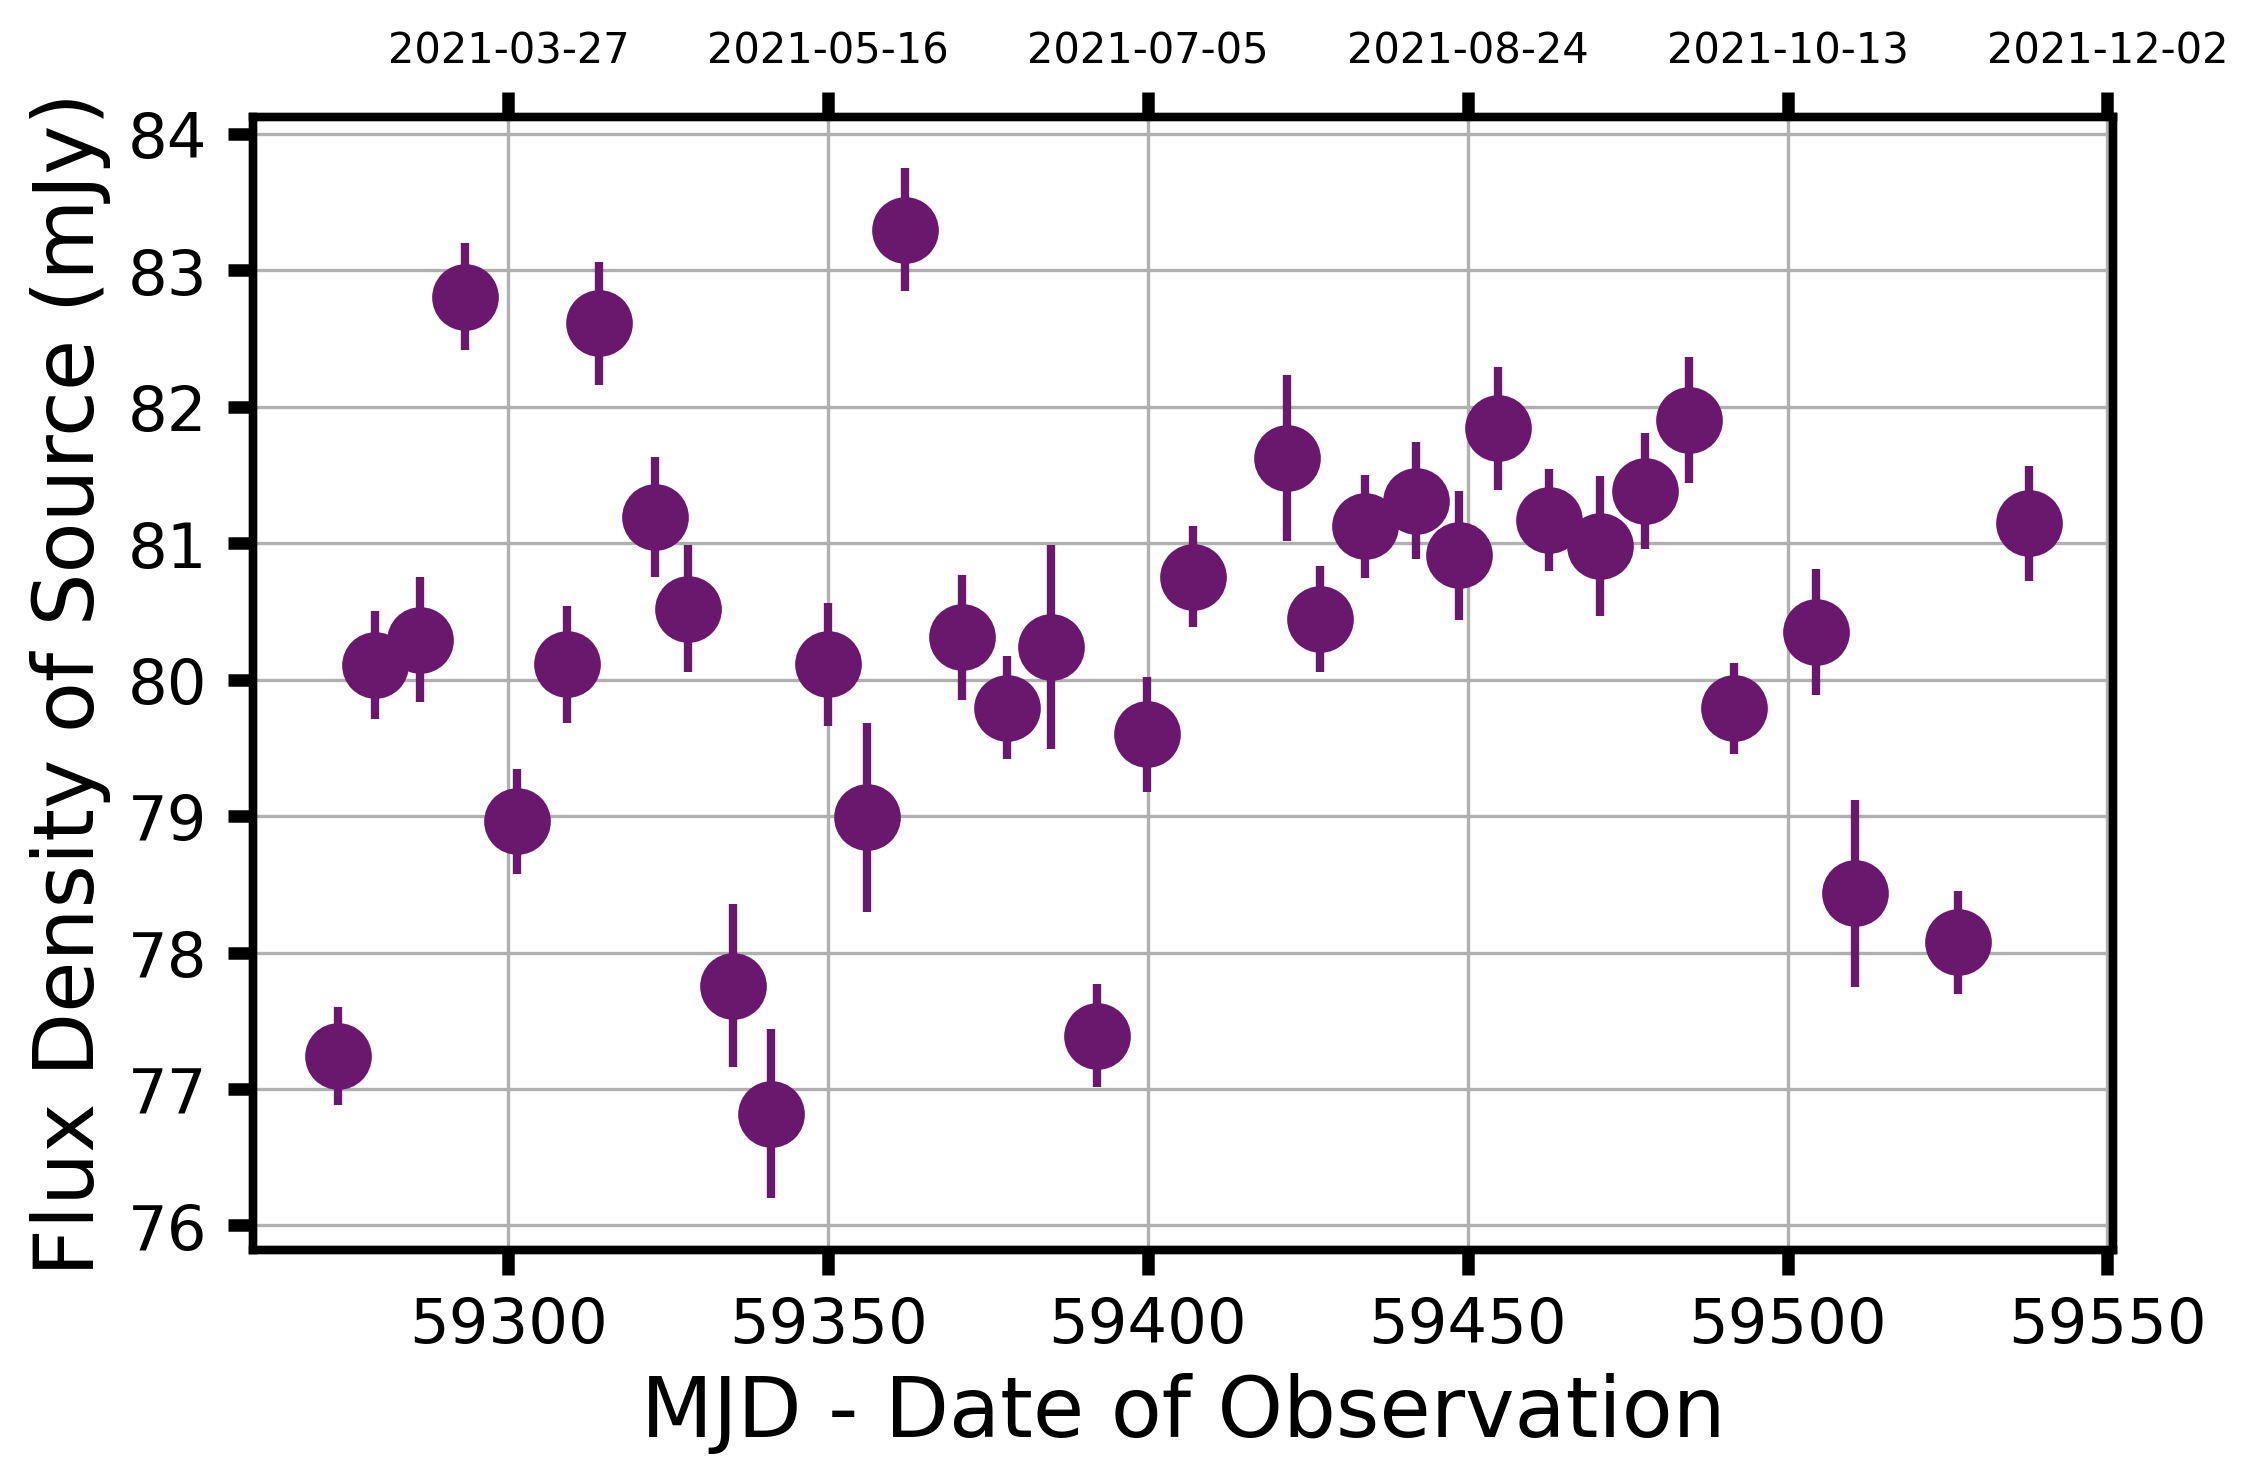 2021-03-27 2021-05-16 2021-07-05 2021-08-24 2021-10-13 2021-12-02
Flux Density of Source (mJy)
84
83
82
81
80
79
78
77
76
59300 59350 59400 59450 59500 59550
MJD - Date of Observation